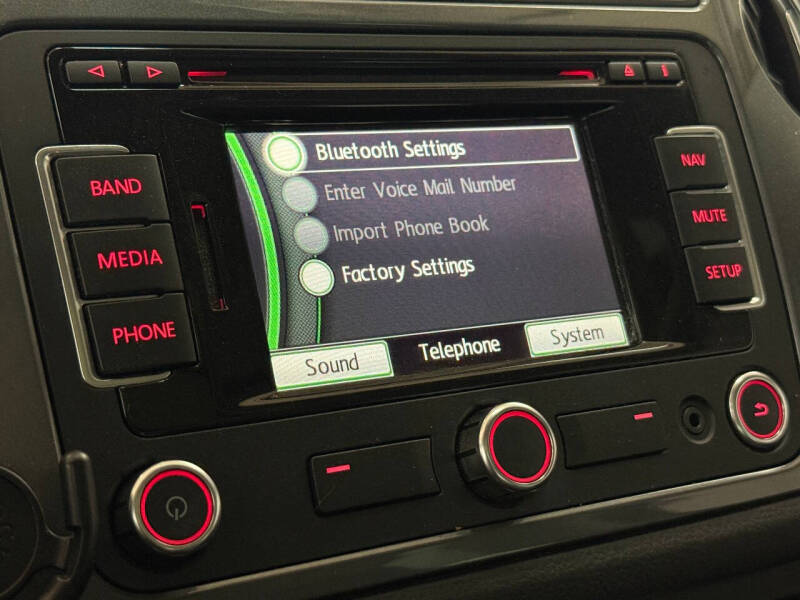 BAND
MEDIA
PHONE
Bluetooth Settings
Enter Voice Mail Number
Import Phone Book
Factory Settings
Sound
Telephone
System
NAV
MUTE
SETUP